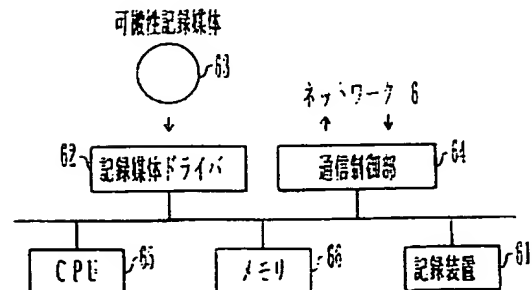 可搬性記録媒体
63
ネットワーク 6
62
記録媒体ドライバ
通信制御部
64
CPU
65
メモリ
66
記録装置
61